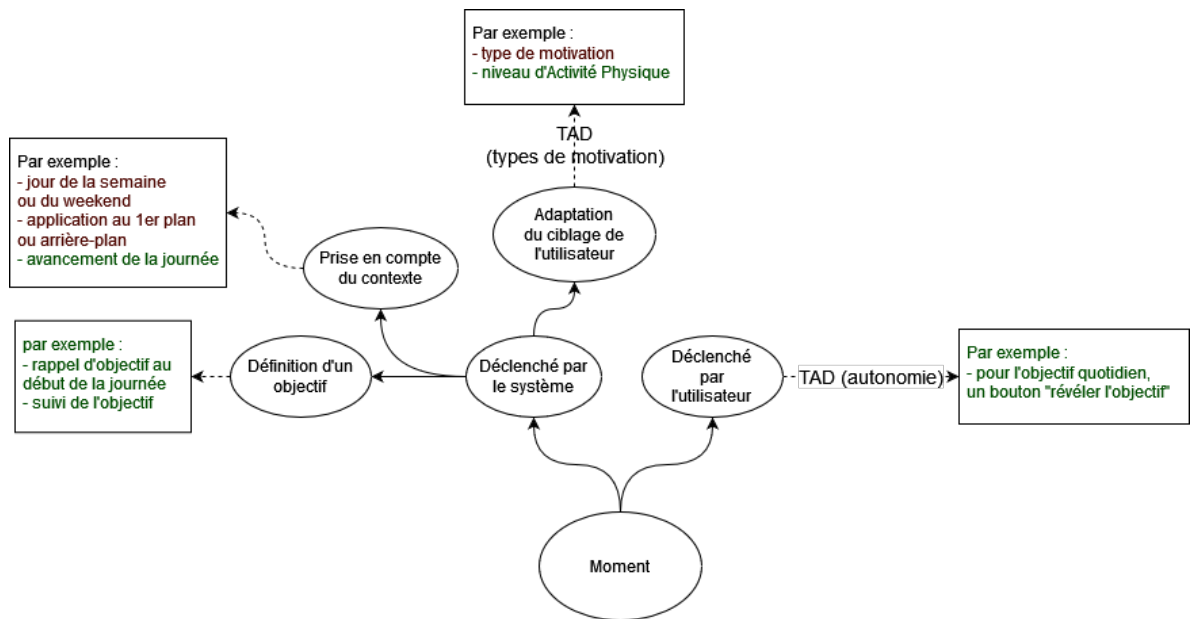 Par exemple :
- type de motivation
- niveau d'Activité Physique
TAD
(types de motivation)
Par exemple :
- jour de la semaine
ou du weekend
- application au 1er plan
ou arrière-plan
- avancement de la journée
Adaptation
du ciblage de
l'utilisateur
Prise en compte
du contexte
par exemple :
- rappel d'objectif au
début de la journée
- suivi de l'objectif
Définition d'un
objectif
Déclenché par
le système
Déclenché
par
l'utilisateur
TAD (autonomie)
Par exemple :
- pour l'objectif quotidien,
un bouton "révéler l'objectif"
Moment